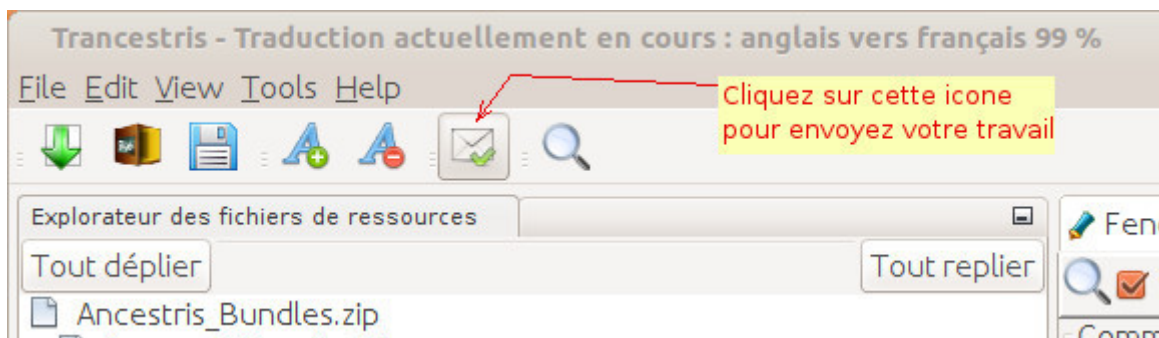 Trancestris - Traduction actuellement en cours : anglais vers français 99 %
File Edit View Tools Help
Cliquez sur cette icone
pour envoyez votre travail
Explorateur des fichiers de ressources
Tout déplier
Tout replier
Ancestris_Bundles.zip